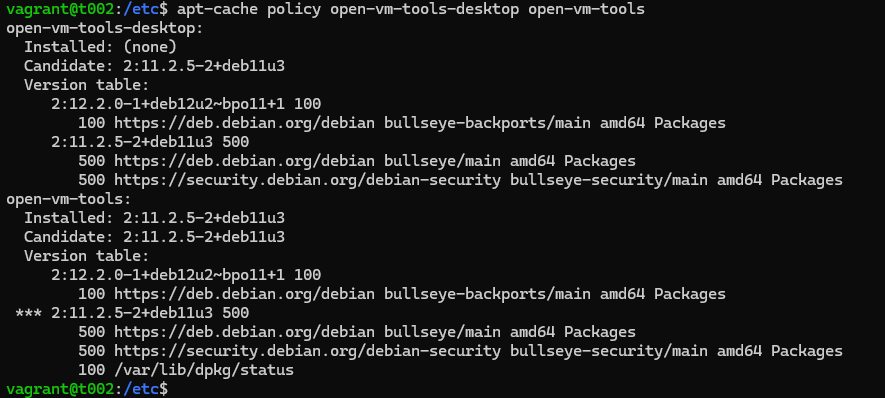 vagrant@t002:/etc$ apt-cache policy open-vm-tools-desktop open-vm-tools
open-vm-tools-desktop:
  Installed: (none)
  Candidate: 2:11.2.5-2+deb11u3
  Version table:
     2:12.2.0-1+deb12u2~bpo11+1 100
        100 https://deb.debian.org/debian bullseye-backports/main amd64 Packages
     2:11.2.5-2+deb11u3 500
        500 https://deb.debian.org/debian bullseye/main amd64 Packages
        500 https://security.debian.org/debian-security bullseye-security/main amd64 Packages
open-vm-tools:
  Installed: 2:11.2.5-2+deb11u3
  Candidate: 2:11.2.5-2+deb11u3
  Version table:
     2:12.2.0-1+deb12u2~bpo11+1 100
        100 https://deb.debian.org/debian bullseye-backports/main amd64 Packages
 *** 2:11.2.5-2+deb11u3 500
        500 https://deb.debian.org/debian bullseye/main amd64 Packages
        500 https://security.debian.org/debian-security bullseye-security/main amd64 Packages
        100 /var/lib/dpkg/status
vagrant@t002:/etc$